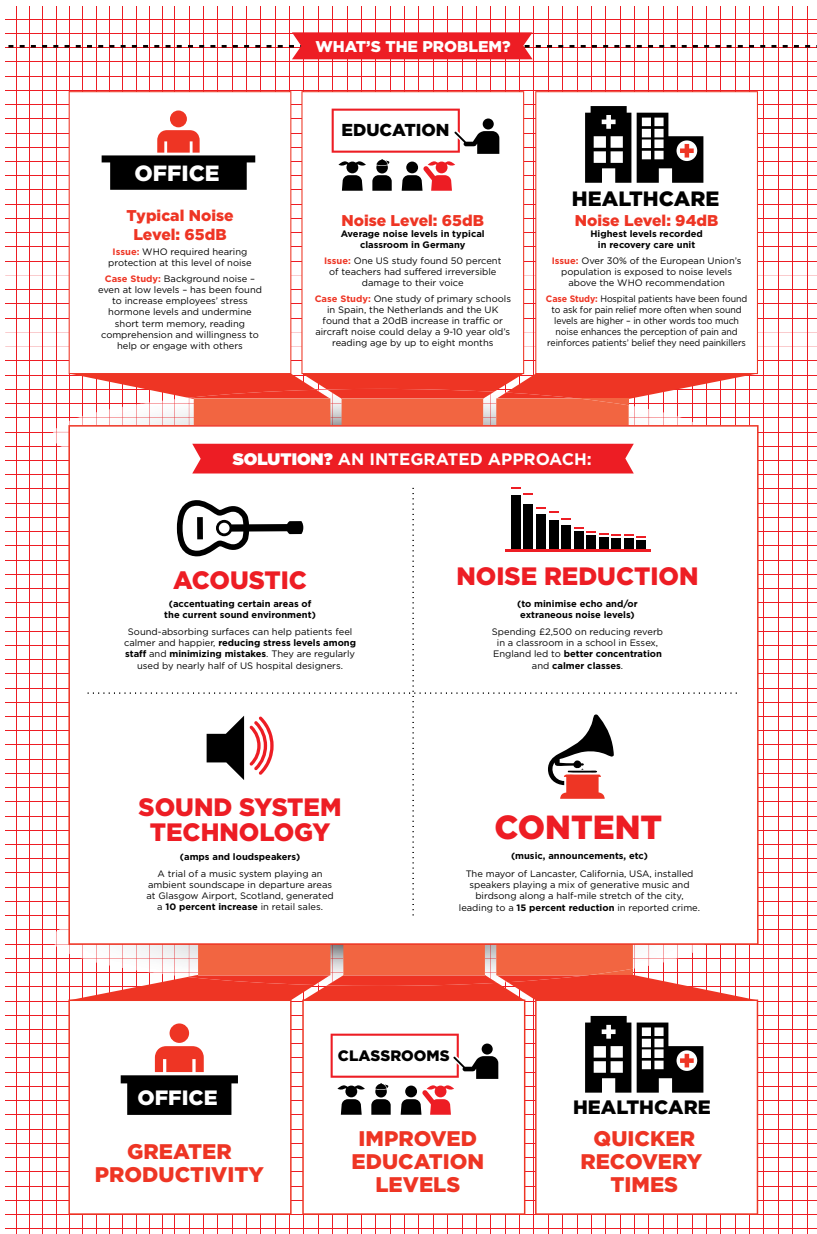 WHAT'S THE PROBLEM?
OFFICE
Typical Noise
Level: 65dB
Issue: WHO required hearing
protection at this level of noise
Case Study: Background noise –
even at low levels – has been found
to increase employees' stress
hormone levels and undermine
short term memory, reading
comprehension and willingness to
help or engage with others
EDUCATION
Noise Level: 65dB
Average noise levels in typical
classroom in Germany
Issue: One US study found 50 percent
of teachers had suffered irreversible
damage to their voice
Case Study: One study of primary schools
in Spain, the Netherlands and the UK
found that a 20dB increase in traffic or
aircraft noise could delay a 9-10 year old's
reading age by up to eight months
HEALTHCARE
Noise Level: 94dB
Highest levels recorded
in recovery care unit
Issue: Over 30% of the European Union's
population is exposed to noise levels
above the WHO recommendation
Case Study: Hospital patients have been found
to ask for pain relief more often when sound
levels are higher – in other words too much
noise enhances the perception of pain and
reinforces patients' belief they need painkillers
SOLUTION? AN INTEGRATED APPROACH:
ACOUSTIC
(accentuating certain areas of
the current sound environment)
Sound-absorbing surfaces can help patients feel
calmer and happier, reducing stress levels among
staff and minimizing mistakes. They are regularly
used by nearly half of US hospital designers.
NOISE REDUCTION
(to minimise echo and/or
extraneous noise levels)
Spending £2,500 on reducing reverb
in a classroom in a school in Essex,
England led to better concentration
and calmer classes.
SOUND SYSTEM
TECHNOLOGY
(amps and loudspeakers)
A trial of a music system playing an
ambient soundscape in departure areas
at Glasgow Airport, Scotland, generated
a 10 percent increase in retail sales.
CONTENT
(music, announcements, etc)
The mayor of Lancaster, California, USA, installed
speakers playing a mix of generative music and
birdsong along a half-mile stretch of the city,
leading to a 15 percent reduction in reported crime.
OFFICE
GREATER
PRODUCTIVITY
CLASSROOMS
IMPROVED
EDUCATION
LEVELS
HEALTHCARE
QUICKER
RECOVERY
TIMES